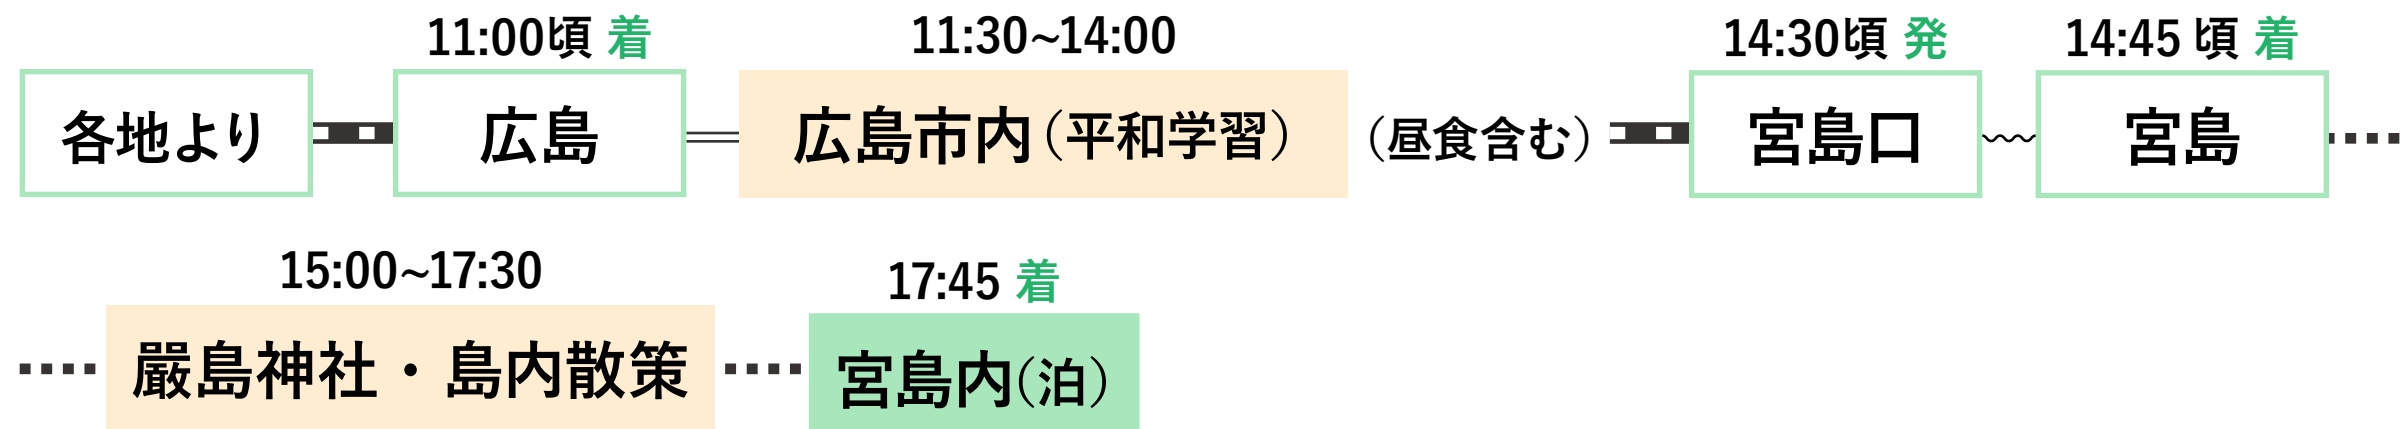 11:00頃 着
11:30~14:00
14:30頃 発
14:45 頃 着
各地より
広島
広島市内（平和学習）
（昼食含む）
宮島口
宮島
15:00~17:30
17:45 着
嚴島神社・島内散策
宮島内（泊）